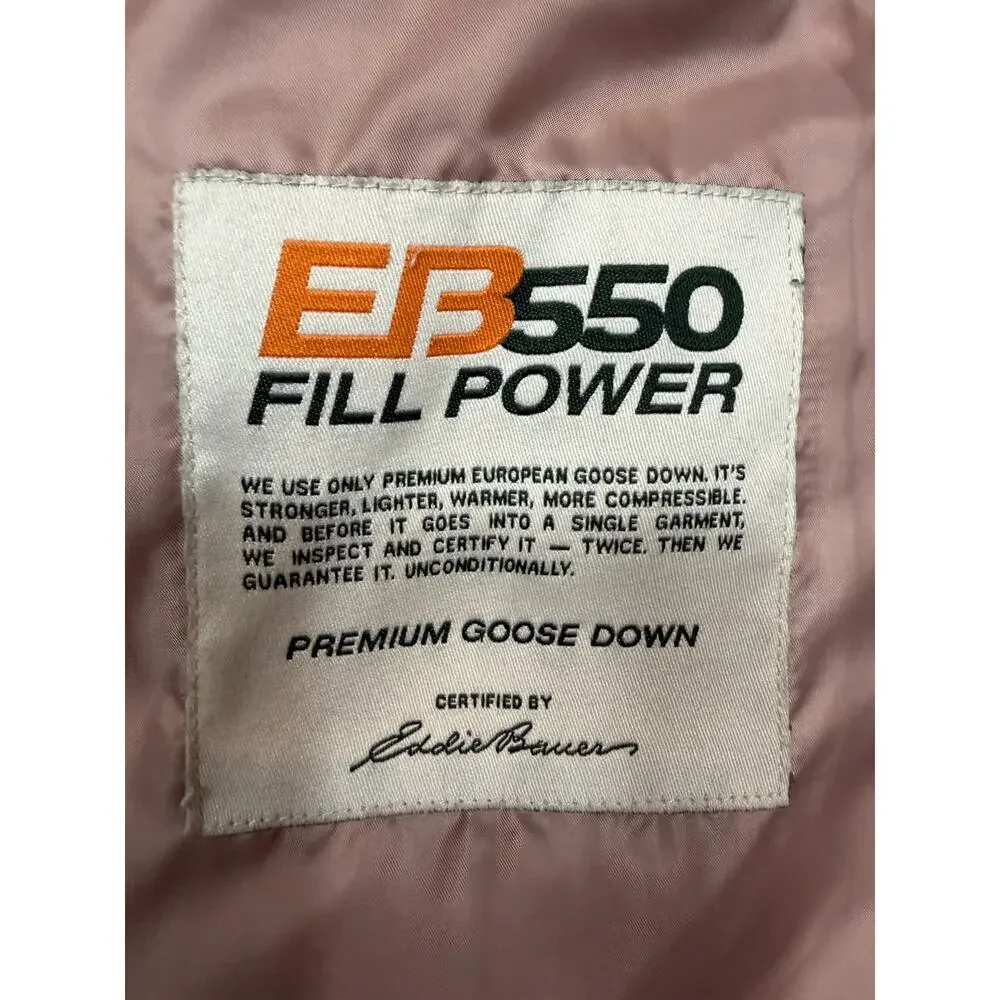 EB550
FILL POWER
WE USE ONLY PREMIUM EUROPEAN GOOSE DOWN. IT'S
STRONGER, LIGHTER, WARMER, MORE COMPRESSIBLE.
AND BEFORE IT GOES INTO A SINGLE GARMENT,
WE INSPECT AND CERTIFY IT — TWICE. THEN WE
GUARANTEE IT. UNCONDITIONALLY.
PREMIUM GOOSE DOWN
CERTIFIED BY
Eddie Bauer